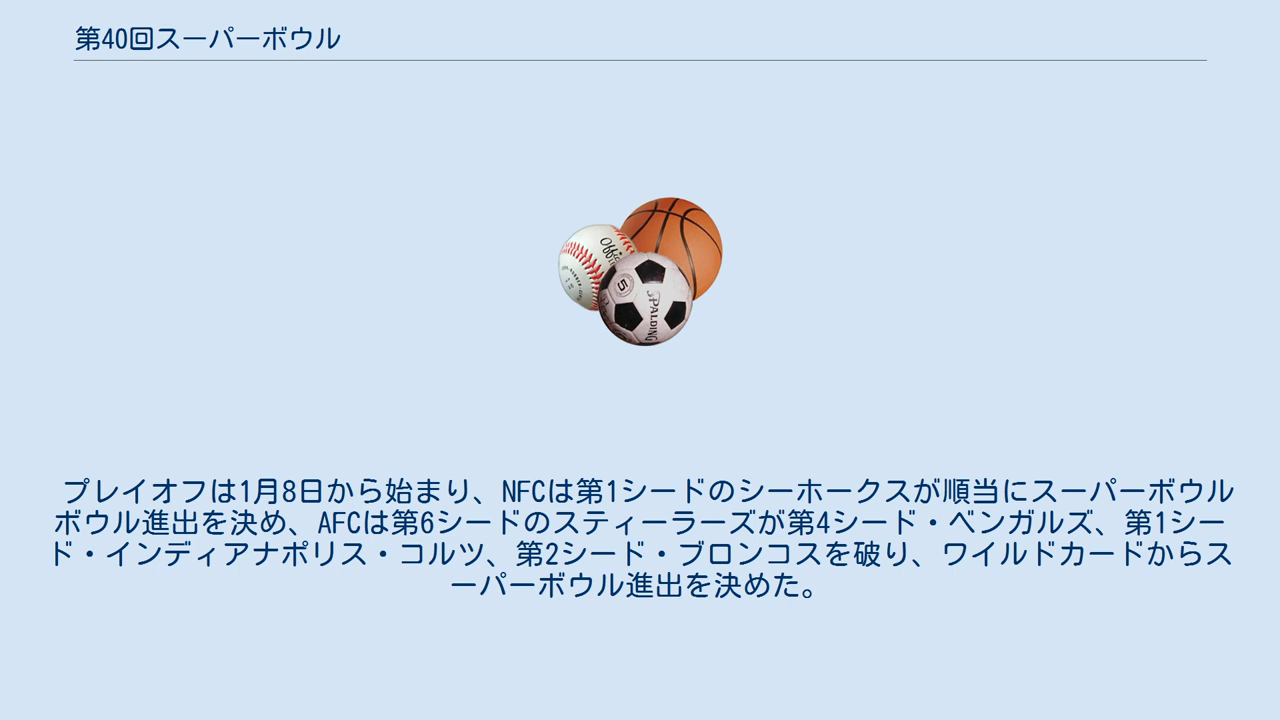 第40回スーパーボウル
Offi
5
SPALDING
プレイオフは1月8日から始まり、NFCは第1シードのシーホークスが順当にスーパーボウル
ボウル進出を決め、AFCは第6シードのスティーラーズが第4シード・ベンガルズ、第1シー
ド・インディアナポリス・コルツ、第2シード・ブロンコスを破り、ワイルドカードからス
ーパーボウル進出を決めた。